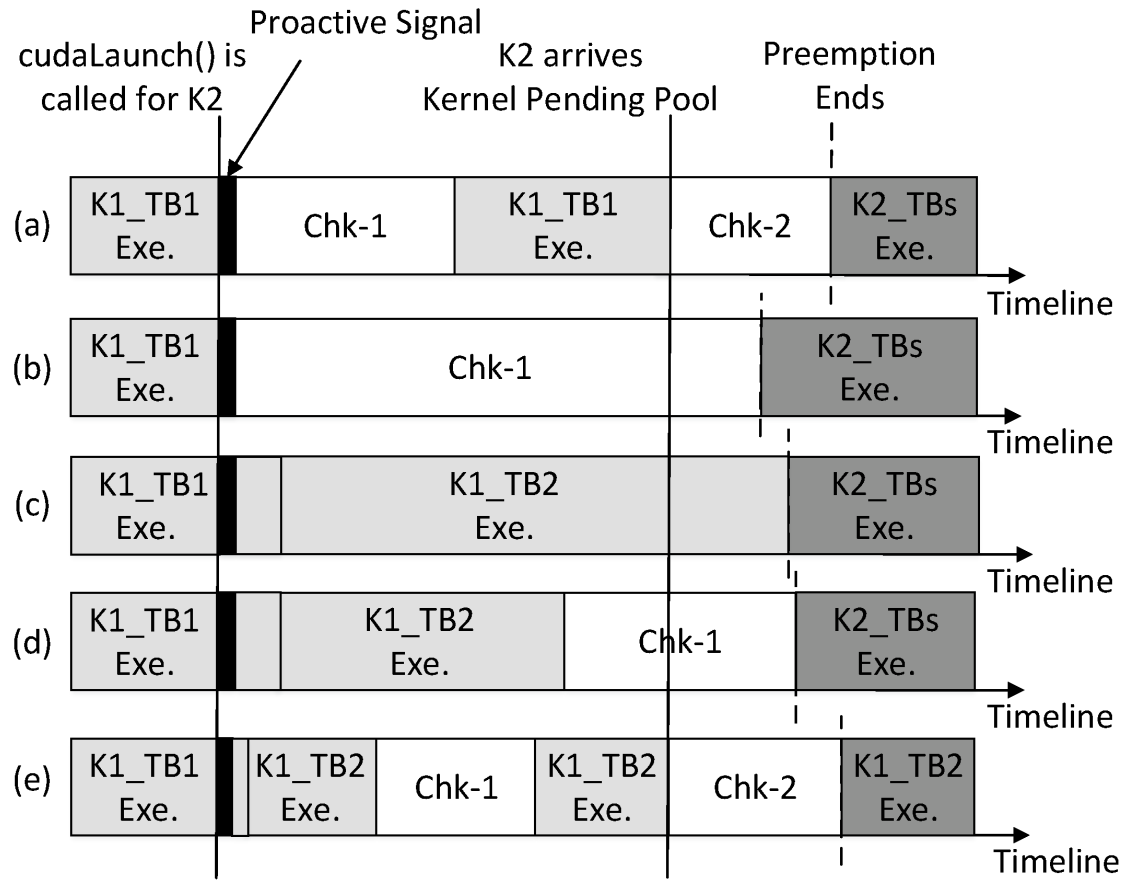 Proactive Signal
cudaLaunch() is
called for K2
K2 arrives
Kernel Pending Pool
Preemption
Ends
(a)
K1_TB1
Exe.
Chk-1
K1_TB1
Exe.
Chk-2
K2_TBs
Exe.
Timeline
(b)
K1_TB1
Exe.
Chk-1
K2_TBs
Exe.
Timeline
(c)
K1_TB1
Exe.
K1_TB2
Exe.
K2_TBs
Exe.
Timeline
(d)
K1_TB1
Exe.
K1_TB2
Exe.
Chk-1
K2_TBs
Exe.
Timeline
(e)
K1_TB1
Exe.
K1_TB2
Exe.
Chk-1
K1_TB2
Exe.
Chk-2
K1_TB2
Exe.
Timeline